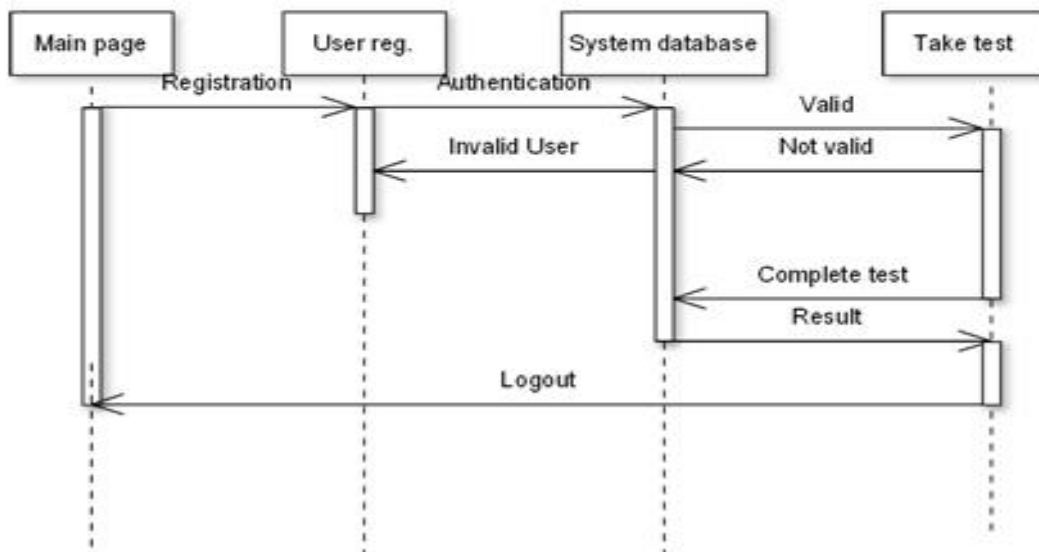 Main page
User reg.
System database
Take test
Registration
Authentication
Valid
Invalid User
Not valid
Complete test
Result
Logout